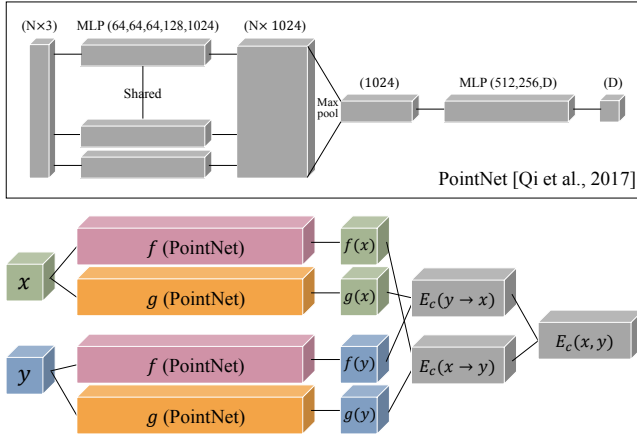 (N×3) MLP (64,64,64,128,1024) (N× 1024)
(1024) MLP (512,256,D) (D)
Shared
Max
pool
PointNet [Qi et al., 2017]
x f (PointNet) f(x)
g (PointNet) g(x)
E_c(y → x)
E_c(x, y)
y f (PointNet) f(y)
E_c(x → y)
g (PointNet) g(y)